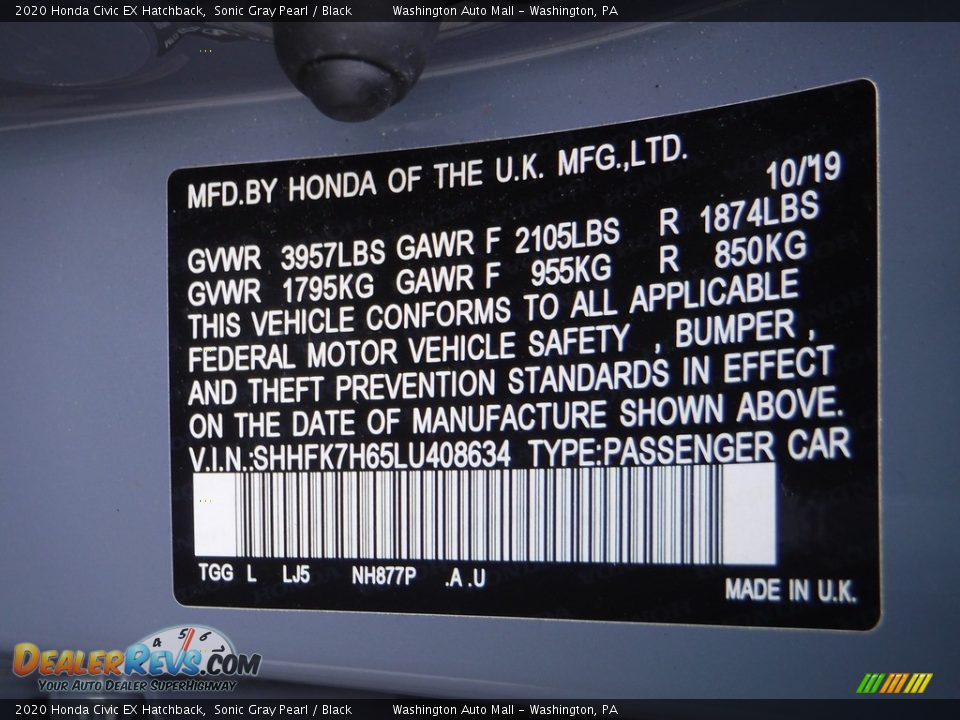 2020 Honda Civic EX Hatchback, Sonic Gray Pearl / Black Washington Auto Mall - Washington, PA
MFD.BY HONDA OF THE U.K. MFG.,LTD.
10/'19
GVWR 3957LBS GAWR F 2105LBS R 1874LBS
GVWR 1795KG GAWR F 955KG R 850KG
THIS VEHICLE CONFORMS TO ALL APPLICABLE
FEDERAL MOTOR VEHICLE SAFETY , BUMPER ,
AND THEFT PREVENTION STANDARDS IN EFFECT
ON THE DATE OF MANUFACTURE SHOWN ABOVE.
V.I.N.:SHHFK7H65LU408634 TYPE:PASSENGER CAR
TGG L LJ5 NH877P .A .U
MADE IN U.K.
4 5 6
DEALERREVS.COM
YOUR AUTO DEALER SUPERHIGHWAY
2020 Honda Civic EX Hatchback, Sonic Gray Pearl / Black Washington Auto Mall - Washington, PA